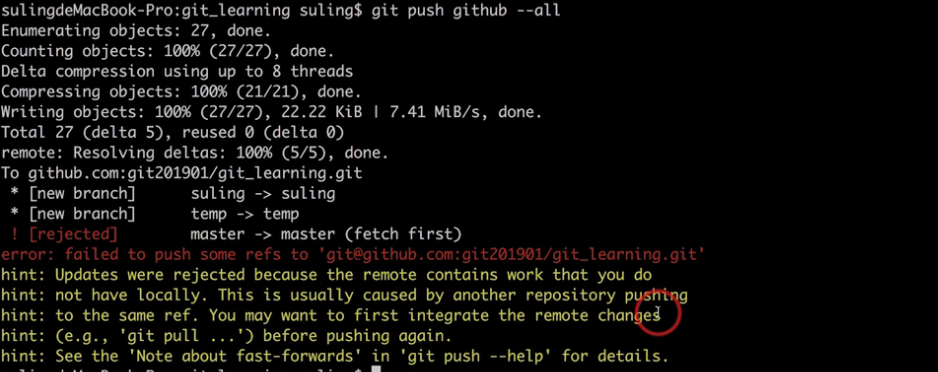 sulingdeMacBook-Pro:git_learning suling$ git push github --all
Enumerating objects: 27, done.
Counting objects: 100% (27/27), done.
Delta compression using up to 8 threads
Compressing objects: 100% (21/21), done.
Writing objects: 100% (27/27), 22.22 KiB | 7.41 MiB/s, done.
Total 27 (delta 5), reused 0 (delta 0)
remote: Resolving deltas: 100% (5/5), done.
To github.com:git201901/git_learning.git
 * [new branch]      suling -> suling
 * [new branch]      temp -> temp
 ! [rejected]        master -> master (fetch first)
error: failed to push some refs to 'git@github.com:git201901/git_learning.git'
hint: Updates were rejected because the remote contains work that you do
hint: not have locally. This is usually caused by another repository pushing
hint: to the same ref. You may want to first integrate the remote changes
hint: (e.g., 'git pull ...') before pushing again.
hint: See the 'Note about fast-forwards' in 'git push --help' for details.
sulingdeMacBook-Pro:git_learning suling$